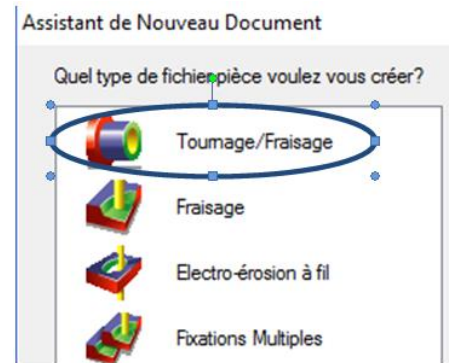 Assistant de Nouveau Document
Quel type de fichier pièce voulez vous créer?
Tournage/Fraisage
Fraisage
Electro-érosion à fil
Fixations Multiples